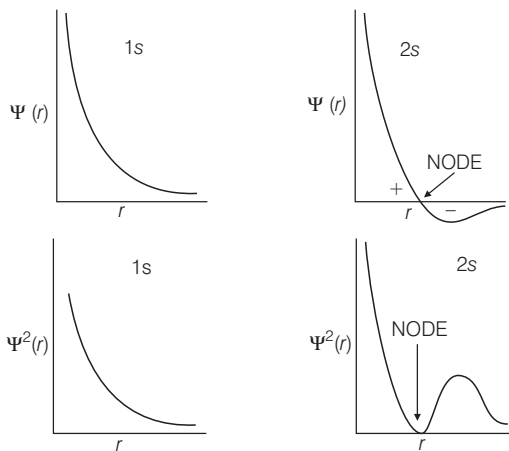 1s
Ψ (r)
r
2s
Ψ (r)
NODE
+
r
−
1s
Ψ²(r)
r
2s
NODE
Ψ²(r)
r